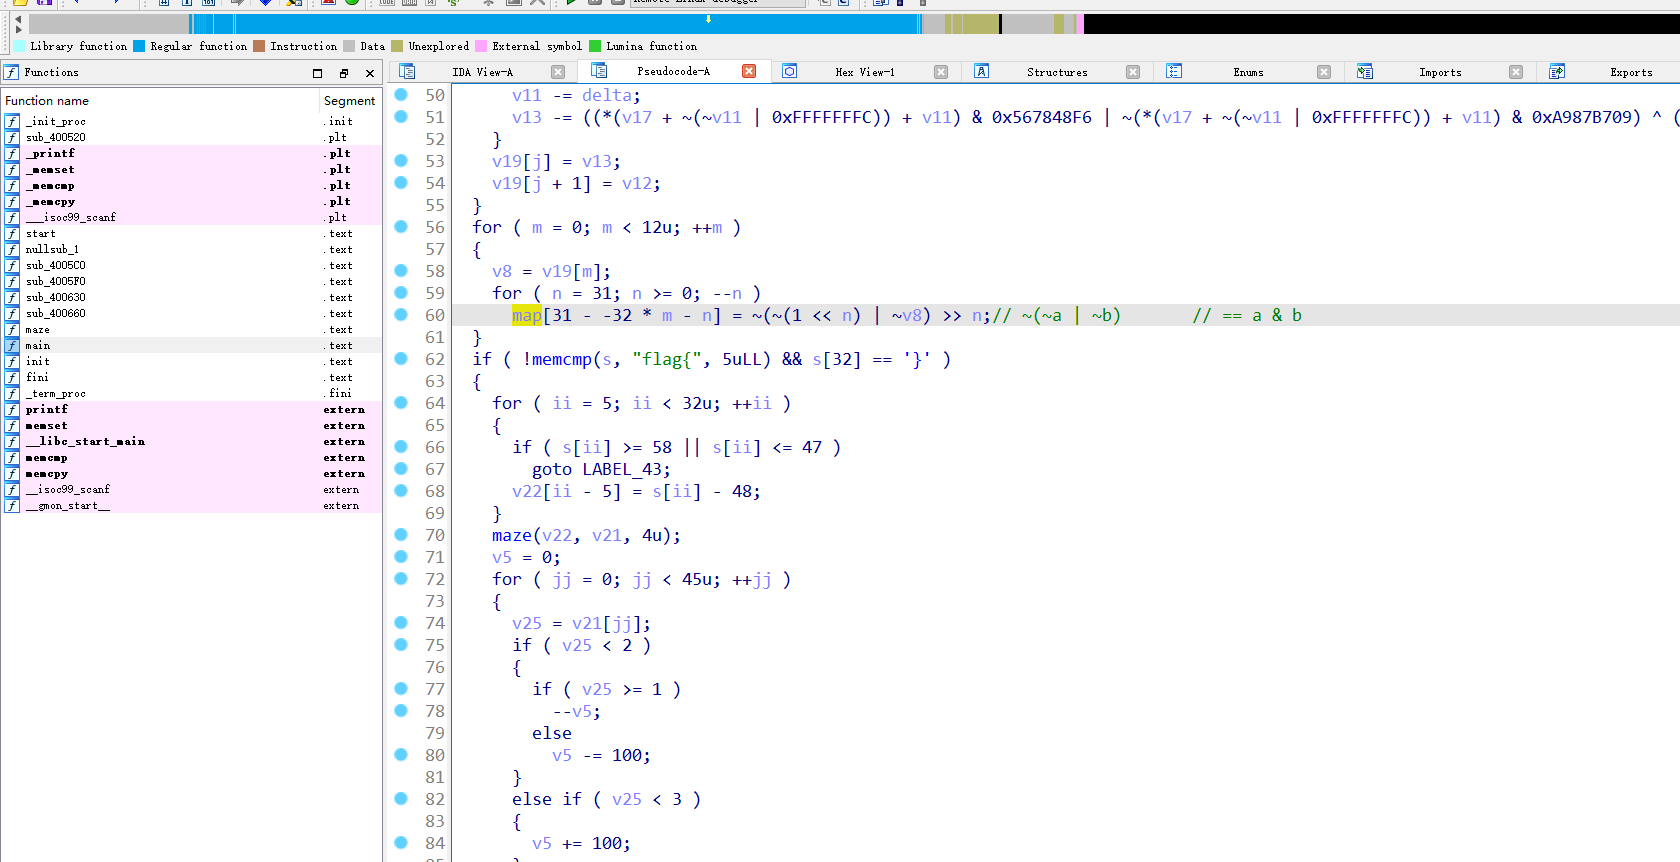 Library function Regular function Instruction Data Unexplored External symbol Lumina function
Functions
IDA View-A Pseudocode-A Hex View-1 Structures Enums Imports Exports
Function name Segment
_init_proc .init
sub_400520 .plt
_printf .plt
_memset .plt
_memcmp .plt
_memcpy .plt
___isoc99_scanf .plt
start .text
nullsub_1 .text
sub_4005C0 .text
sub_4005F0 .text
sub_400630 .text
sub_400660 .text
maze .text
main .text
init .text
fini .text
_term_proc .fini
printf extern
memset extern
__libc_start_main extern
memcmp extern
memcpy extern
__isoc99_scanf extern
__gmon_start__ extern
50 v11 -= delta;
51 v13 -= ((*(v17 + ~(~v11 | 0xFFFFFFFC)) + v11) & 0x567848F6 | ~(*(v17 + ~(~v11 | 0xFFFFFFFC)) + v11) & 0xA987B709) ^ (
52 }
53 v19[j] = v13;
54 v19[j + 1] = v12;
55 }
56 for ( m = 0; m < 12u; ++m )
57 {
58 v8 = v19[m];
59 for ( n = 31; n >= 0; --n )
60 map[31 - -32 * m - n] = ~(~(1 << n) | ~v8) >> n;// ~(~a | ~b) // == a & b
61 }
62 if ( !memcmp(s, "flag{", 5uLL) && s[32] == '}' )
63 {
64 for ( ii = 5; ii < 32u; ++ii )
65 {
66 if ( s[ii] >= 58 || s[ii] <= 47 )
67 goto LABEL_43;
68 v22[ii - 5] = s[ii] - 48;
69 }
70 maze(v22, v21, 4u);
71 v5 = 0;
72 for ( jj = 0; jj < 45u; ++jj )
73 {
74 v25 = v21[jj];
75 if ( v25 < 2 )
76 {
77 if ( v25 >= 1 )
78 --v5;
79 else
80 v5 -= 100;
81 }
82 else if ( v25 < 3 )
83 {
84 v5 += 100;